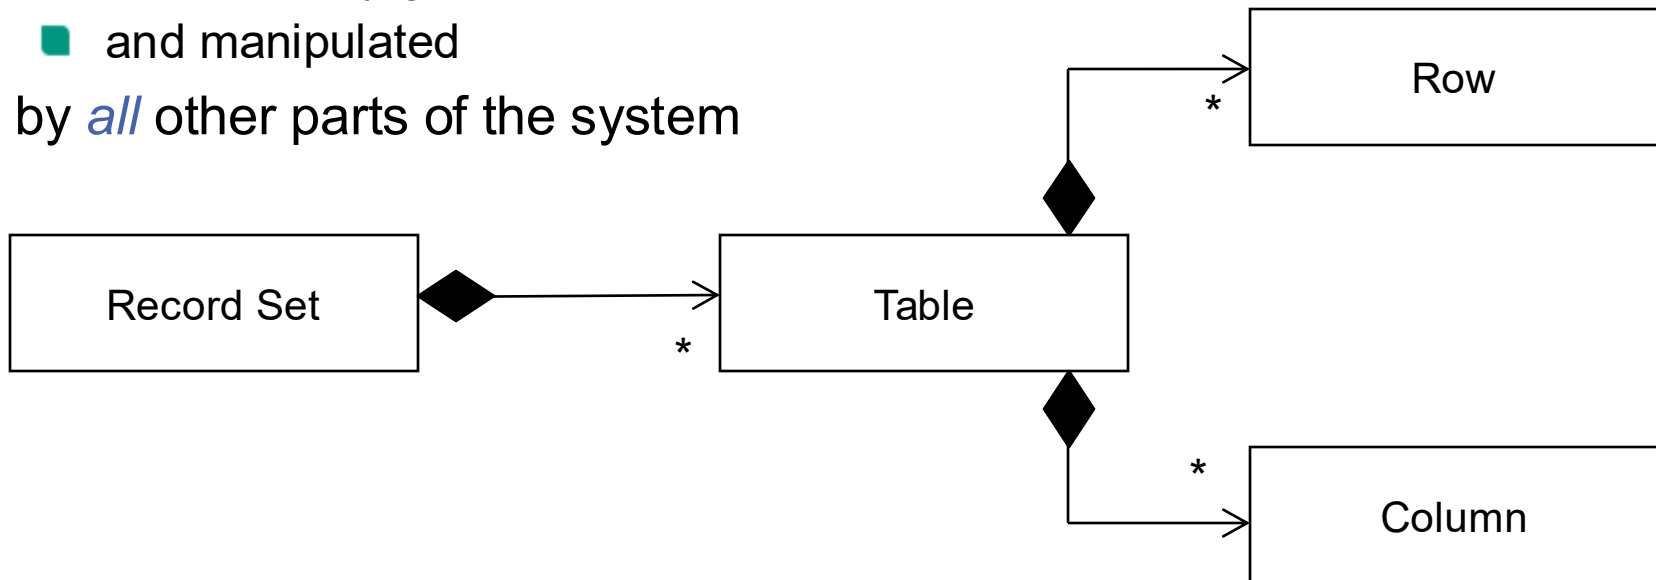 and manipulated
by all other parts of the system
Row
*
Record Set
Table
*
*
Column